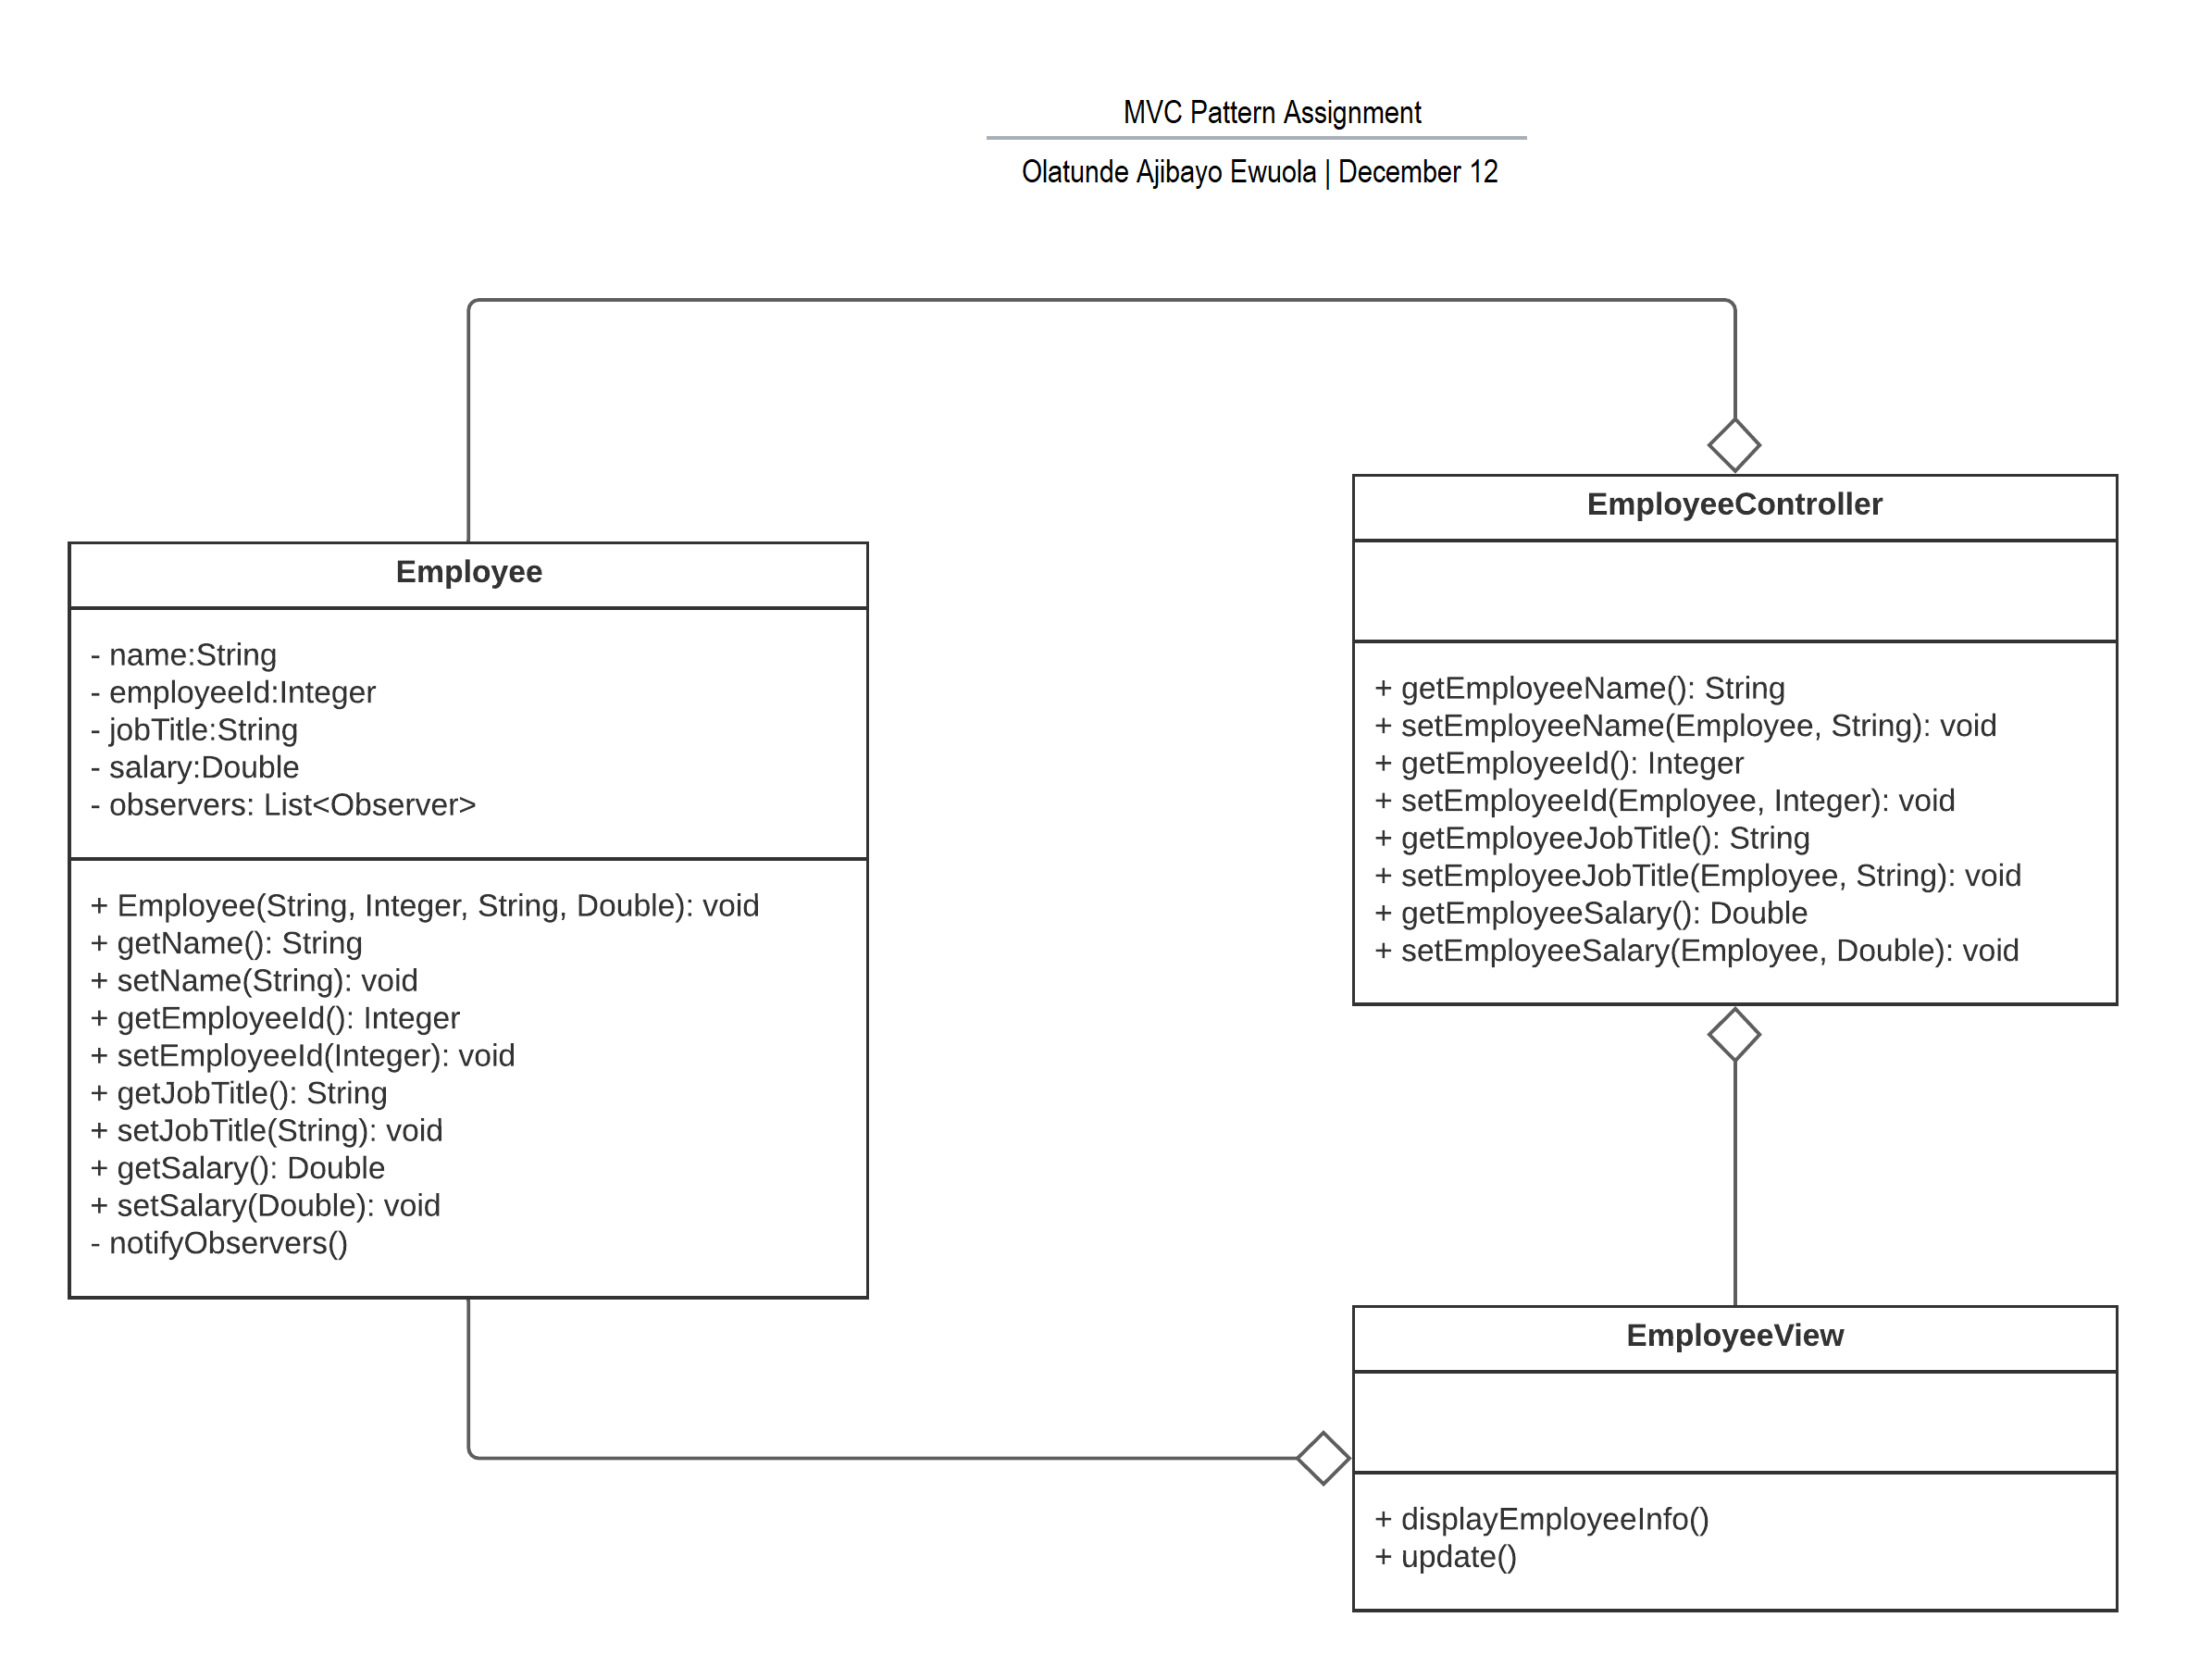 MVC Pattern Assignment
Olatunde Ajibayo Ewuola | December 12
Employee
- name:String
- employeeId:Integer
- jobTitle:String
- salary:Double
- observers: List<Observer>
+ Employee(String, Integer, String, Double): void
+ getName(): String
+ setName(String): void
+ getEmployeeId(): Integer
+ setEmployeeId(Integer): void
+ getJobTitle(): String
+ setJobTitle(String): void
+ getSalary(): Double
+ setSalary(Double): void
- notifyObservers()
EmployeeController
+ getEmployeeName(): String
+ setEmployeeName(Employee, String): void
+ getEmployeeId(): Integer
+ setEmployeeId(Employee, Integer): void
+ getEmployeeJobTitle(): String
+ setEmployeeJobTitle(Employee, String): void
+ getEmployeeSalary(): Double
+ setEmployeeSalary(Employee, Double): void
EmployeeView
+ displayEmployeeInfo()
+ update()